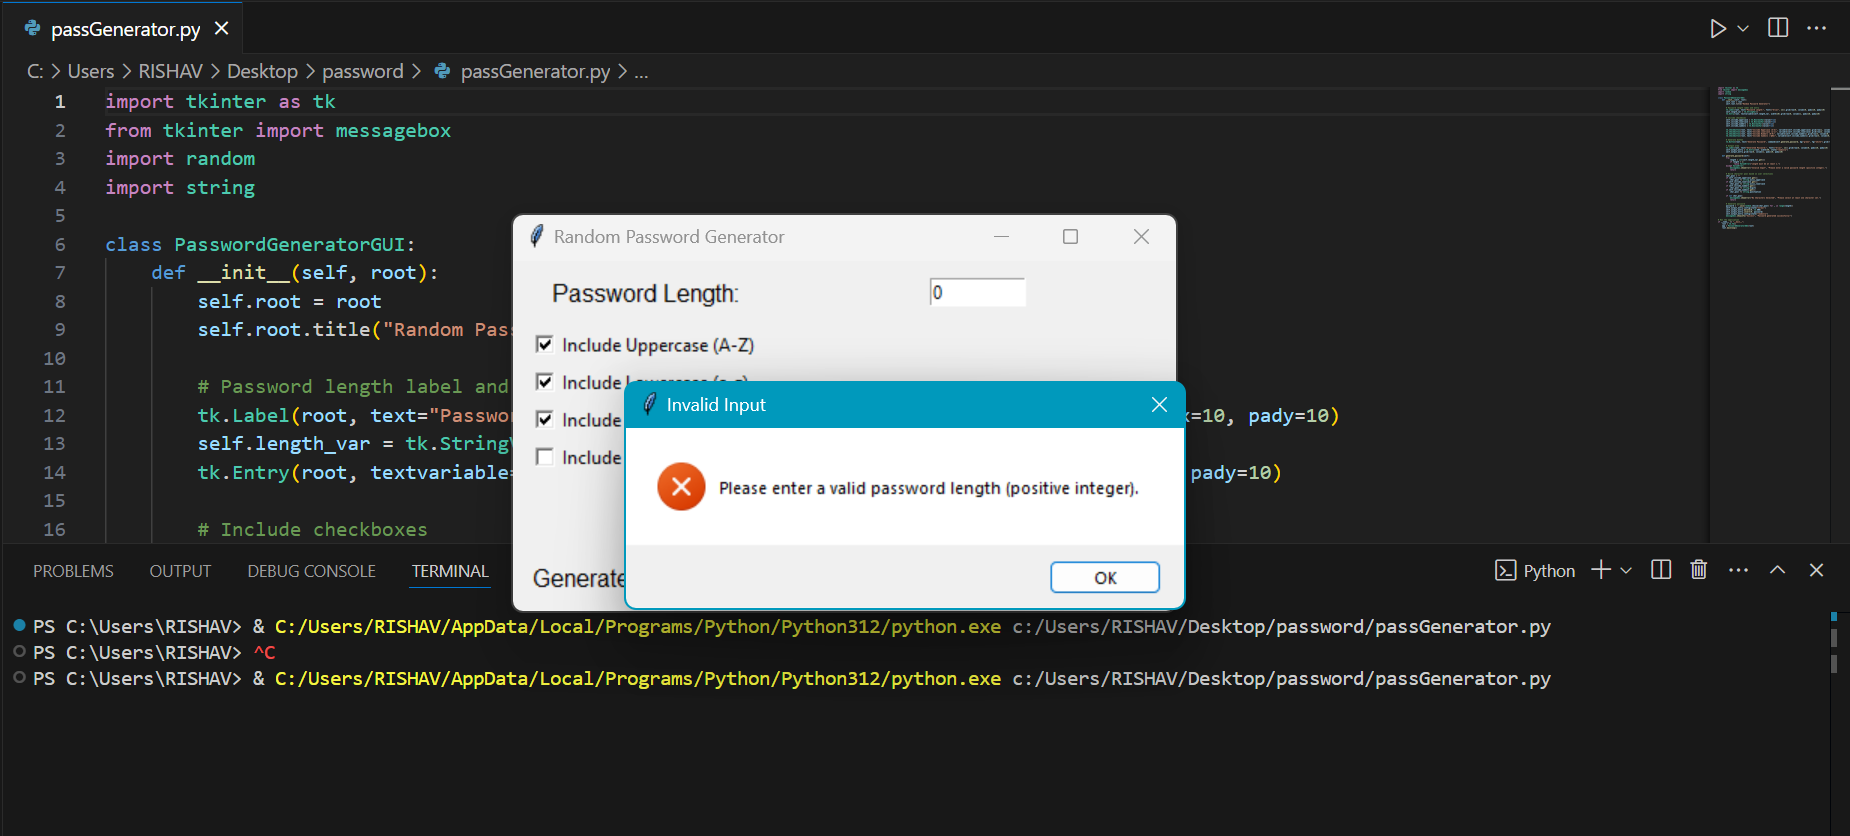 passGenerator.py
C: > Users > RISHAV > Desktop > password > passGenerator.py > ...
1 import tkinter as tk
2 from tkinter import messagebox
3 import random
4 import string
5
6 class PasswordGeneratorGUI:
7 def __init__(self, root):
8 self.root = root
9 self.root.title("Random Pas
10
11 # Password length label and
12 tk.Label(root, text="Passwo =10, pady=10)
13 self.length_var = tk.String
14 tk.Entry(root, textvariable= pady=10)
15
16 # Include checkboxes
Random Password Generator
Password Length:
0
Include Uppercase (A-Z)
Include Lowercase (a-z)
Include
Include
Generate
Invalid Input
Please enter a valid password length (positive integer).
OK
PROBLEMS OUTPUT DEBUG CONSOLE TERMINAL Python
PS C:\Users\RISHAV> & C:/Users/RISHAV/AppData/Local/Programs/Python/Python312/python.exe c:/Users/RISHAV/Desktop/password/passGenerator.py
PS C:\Users\RISHAV> ^C
PS C:\Users\RISHAV> & C:/Users/RISHAV/AppData/Local/Programs/Python/Python312/python.exe c:/Users/RISHAV/Desktop/password/passGenerator.py